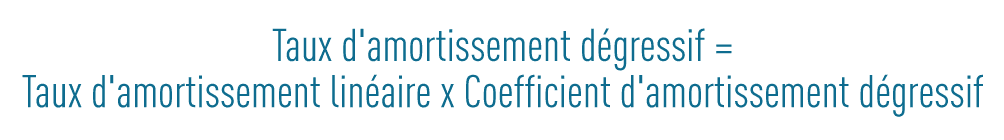 Taux d'amortissement dégressif =
Taux d'amortissement linéaire x Coefficient d'amortissement dégressif